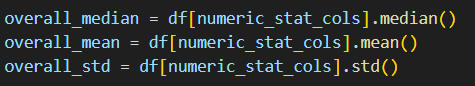 overall_median = df[numeric_stat_cols].median()
overall_mean = df[numeric_stat_cols].mean()
overall_std = df[numeric_stat_cols].std()